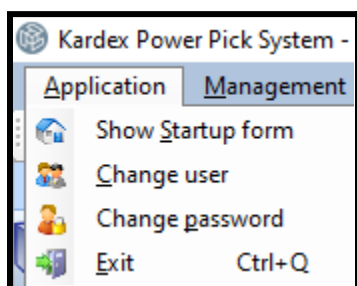 Kardex Power Pick System -
Application Management
Show Startup form
Change user
Change password
Exit Ctrl+Q